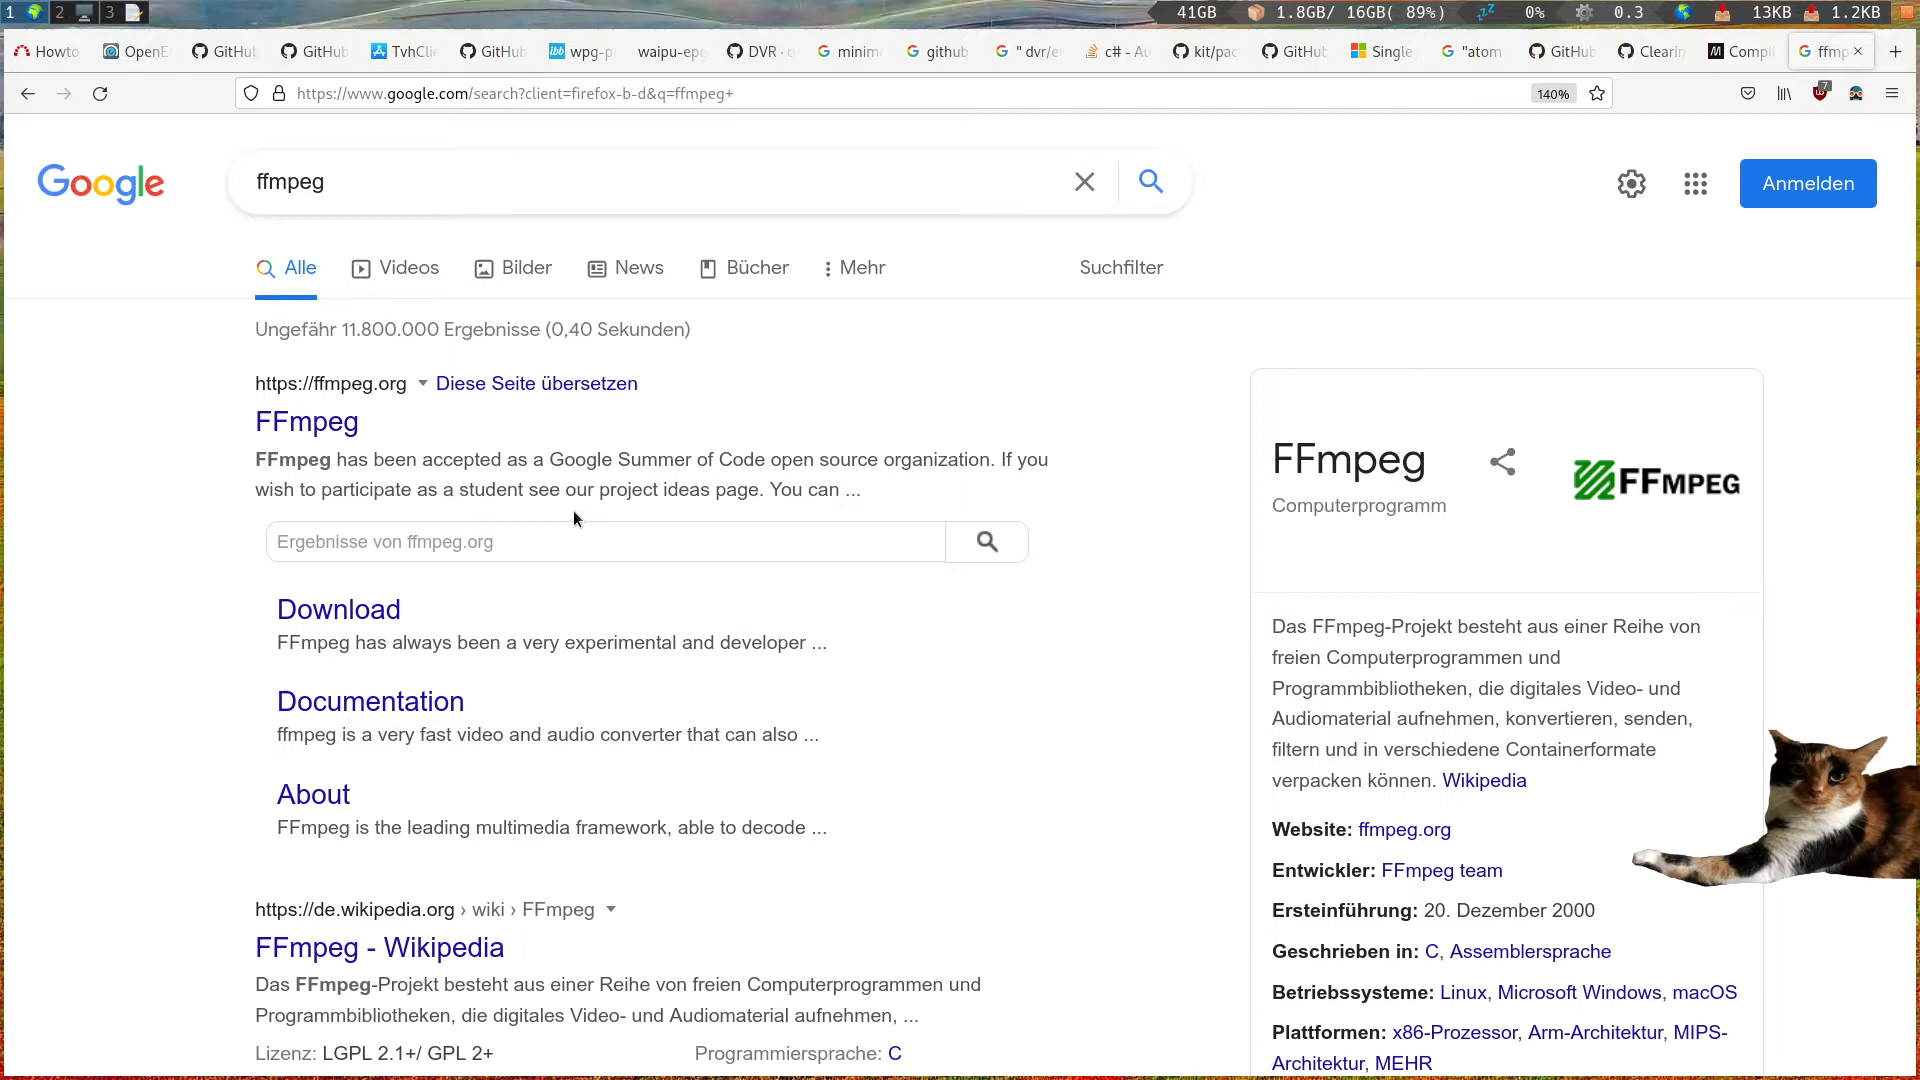 1 2 3 41GB 1.8GB/ 16GB( 89%) 0% 0.3 13KB 1.2KB
Howto OpenE GitHub GitHub TvhClie GitHub wpg-p waipu-epg DVR · minim github " dvr/e c# - Au kit/pac GitHub Single "atom GitHub Clearin Compil ffmp
https://www.google.com/search?client=firefox-b-d&q=ffmpeg+ 140% 7
Google ffmpeg Anmelden
Alle Videos Bilder News Bücher Mehr Suchfilter
Ungefähr 11.800.000 Ergebnisse (0,40 Sekunden)
https://ffmpeg.org Diese Seite übersetzen
FFmpeg
FFmpeg has been accepted as a Google Summer of Code open source organization. If you
wish to participate as a student see our project ideas page. You can ...
Ergebnisse von ffmpeg.org
Download
FFmpeg has always been a very experimental and developer ...
Documentation
ffmpeg is a very fast video and audio converter that can also ...
About
FFmpeg is the leading multimedia framework, able to decode ...
https://de.wikipedia.org › wiki › FFmpeg
FFmpeg - Wikipedia
Das FFmpeg-Projekt besteht aus einer Reihe von freien Computerprogrammen und
Programmbibliotheken, die digitales Video- und Audiomaterial aufnehmen, ...
Lizenz: LGPL 2.1+/ GPL 2+ Programmiersprache: C
FFmpeg
Computerprogramm
FFMPEG
Das FFmpeg-Projekt besteht aus einer Reihe von
freien Computerprogrammen und
Programmbibliotheken, die digitales Video- und
Audiomaterial aufnehmen, konvertieren, senden,
filtern und in verschiedene Containerformate
verpacken können. Wikipedia
Website: ffmpeg.org
Entwickler: FFmpeg team
Ersteinführung: 20. Dezember 2000
Geschrieben in: C, Assemblersprache
Betriebssysteme: Linux, Microsoft Windows, macOS
Plattformen: x86-Prozessor, Arm-Architektur, MIPS-
Architektur, MEHR